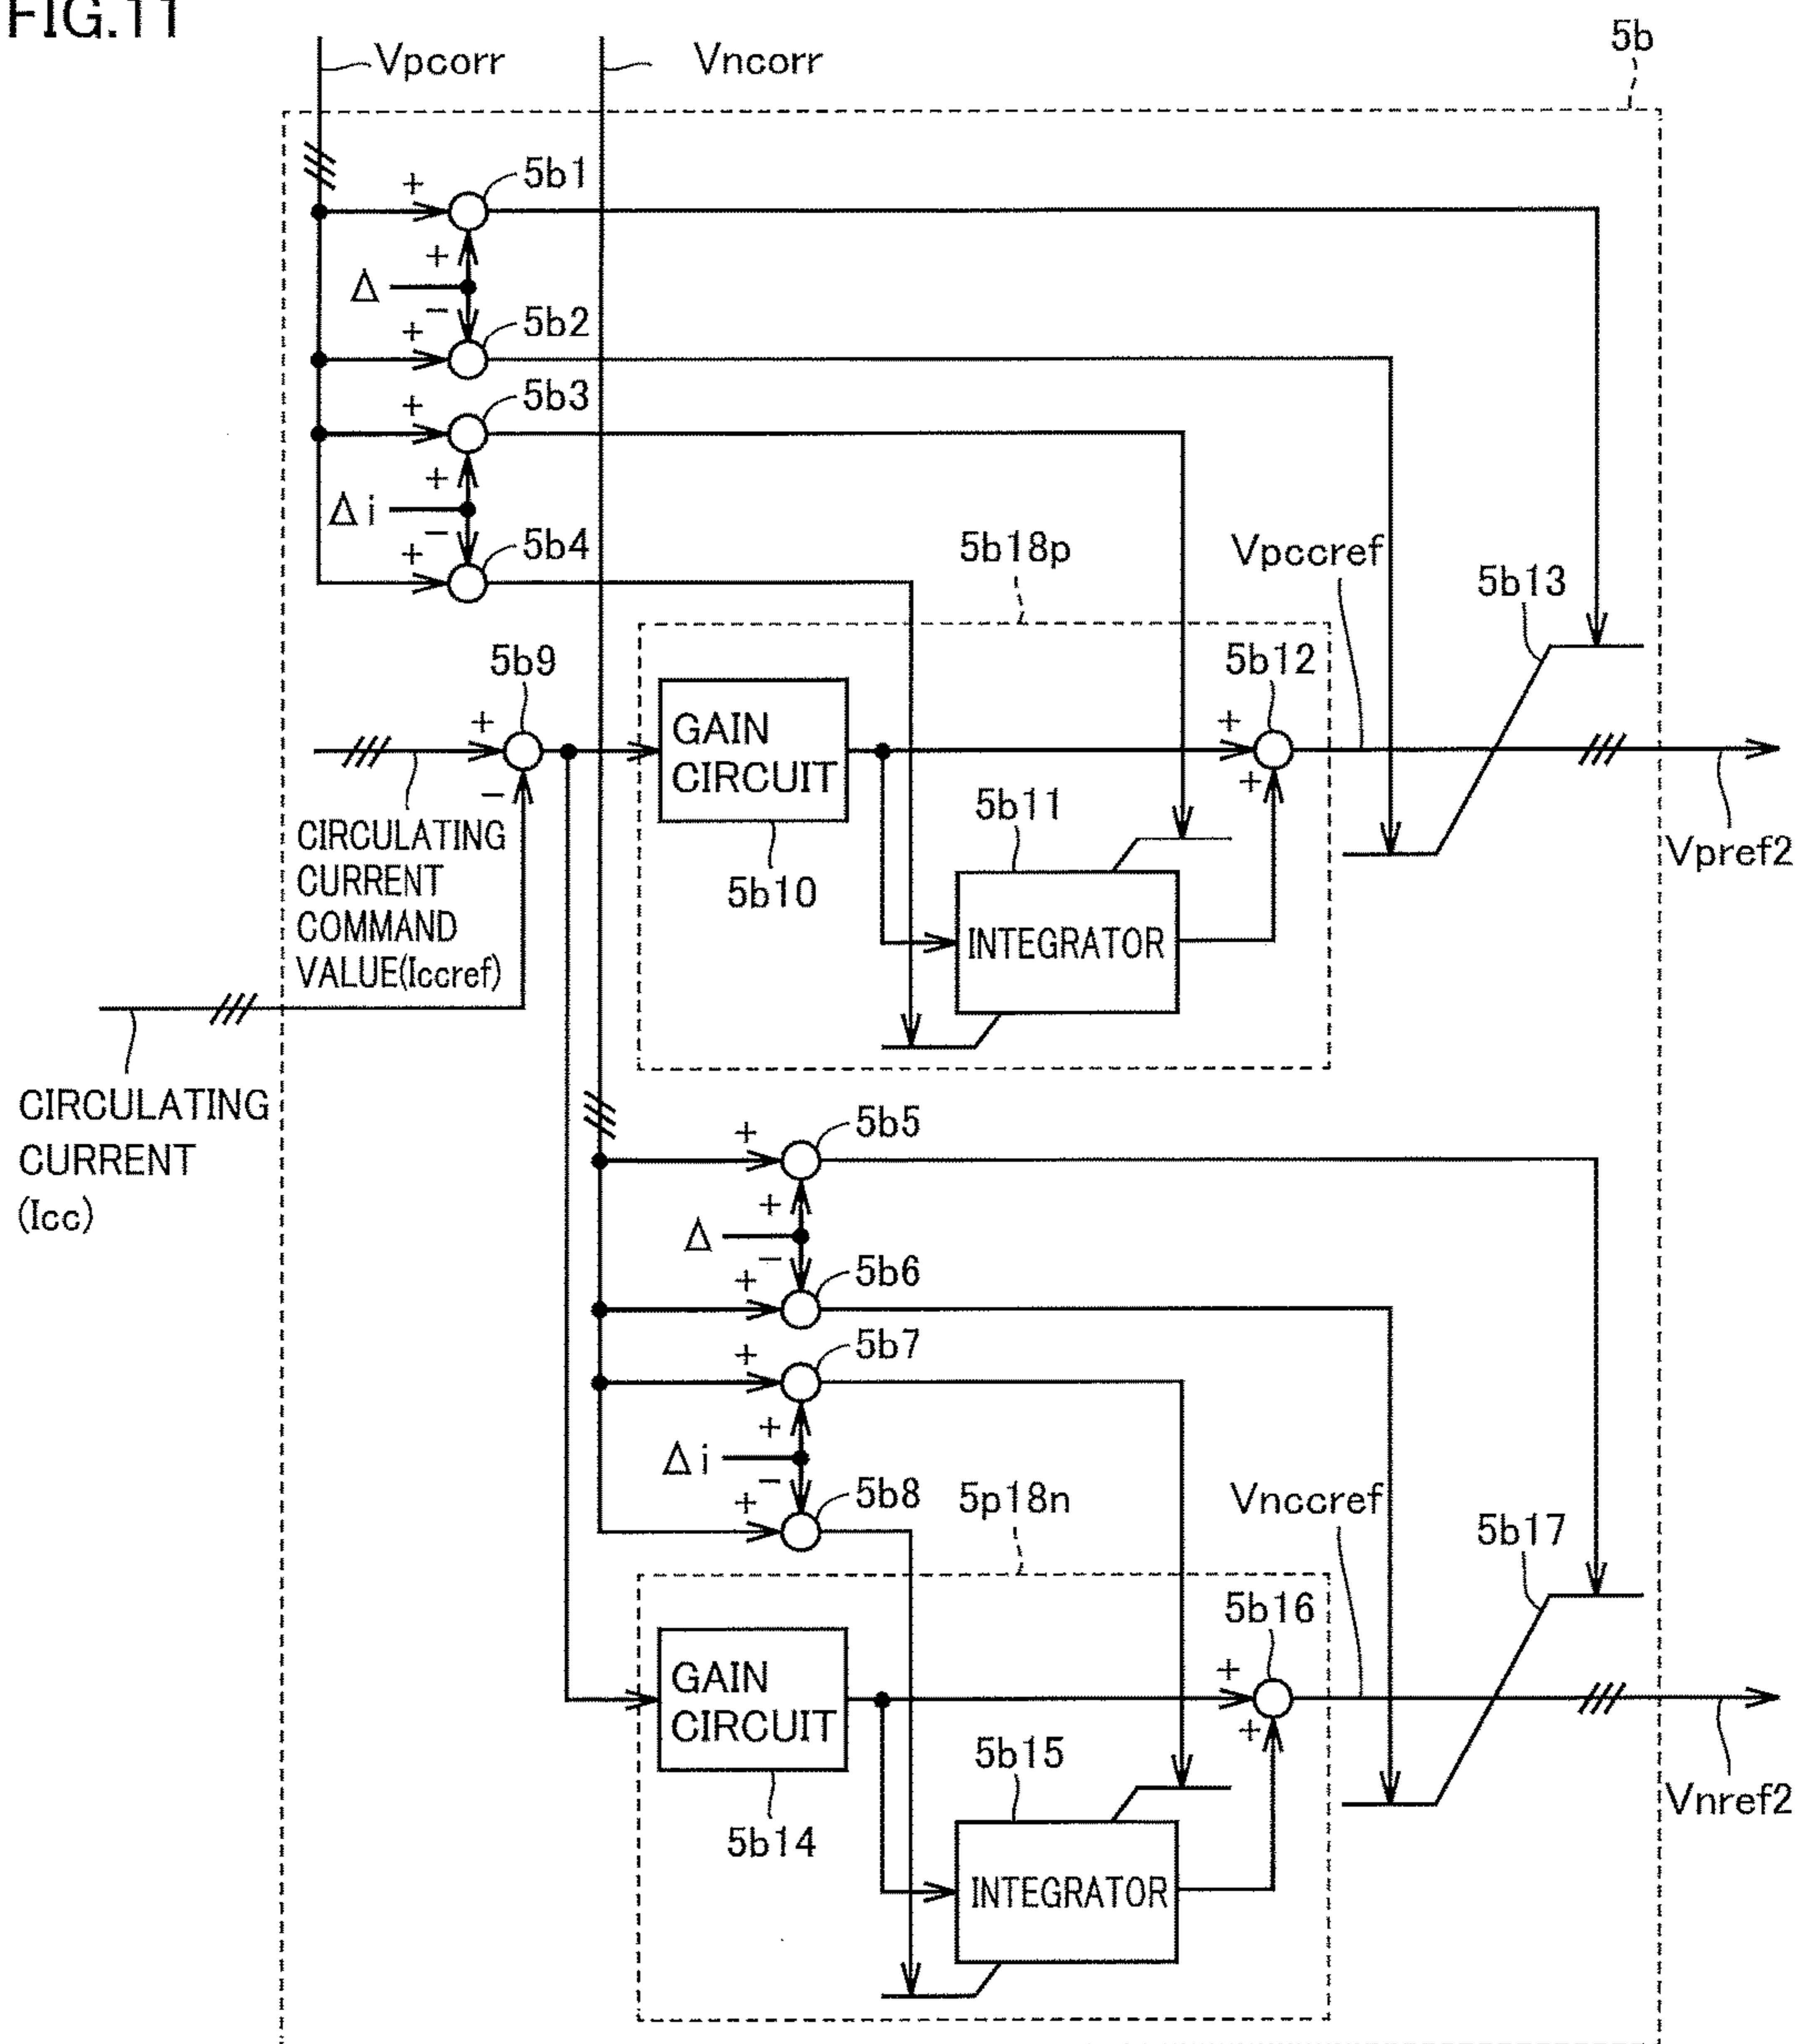 FIG.11
5b
Vpcorr
Vncorr
5b1
+
+
Δ
−
5b2
+
5b3
+
+
Δi
−
5b4
+
5b18p
Vpccref
5b13
5b9
5b12
+
−
GAIN
CIRCUIT
+
+
5b11
5b10
INTEGRATOR
Vpref2
CIRCULATING
CURRENT
COMMAND
VALUE(Iccref)
CIRCULATING
CURRENT
(Icc)
5b5
+
+
Δ
−
5b6
+
5b7
+
+
Δi
−
5b8
+
5p18n
Vnccref
5b17
5b16
GAIN
CIRCUIT
+
+
5b15
5b14
INTEGRATOR
Vnref2